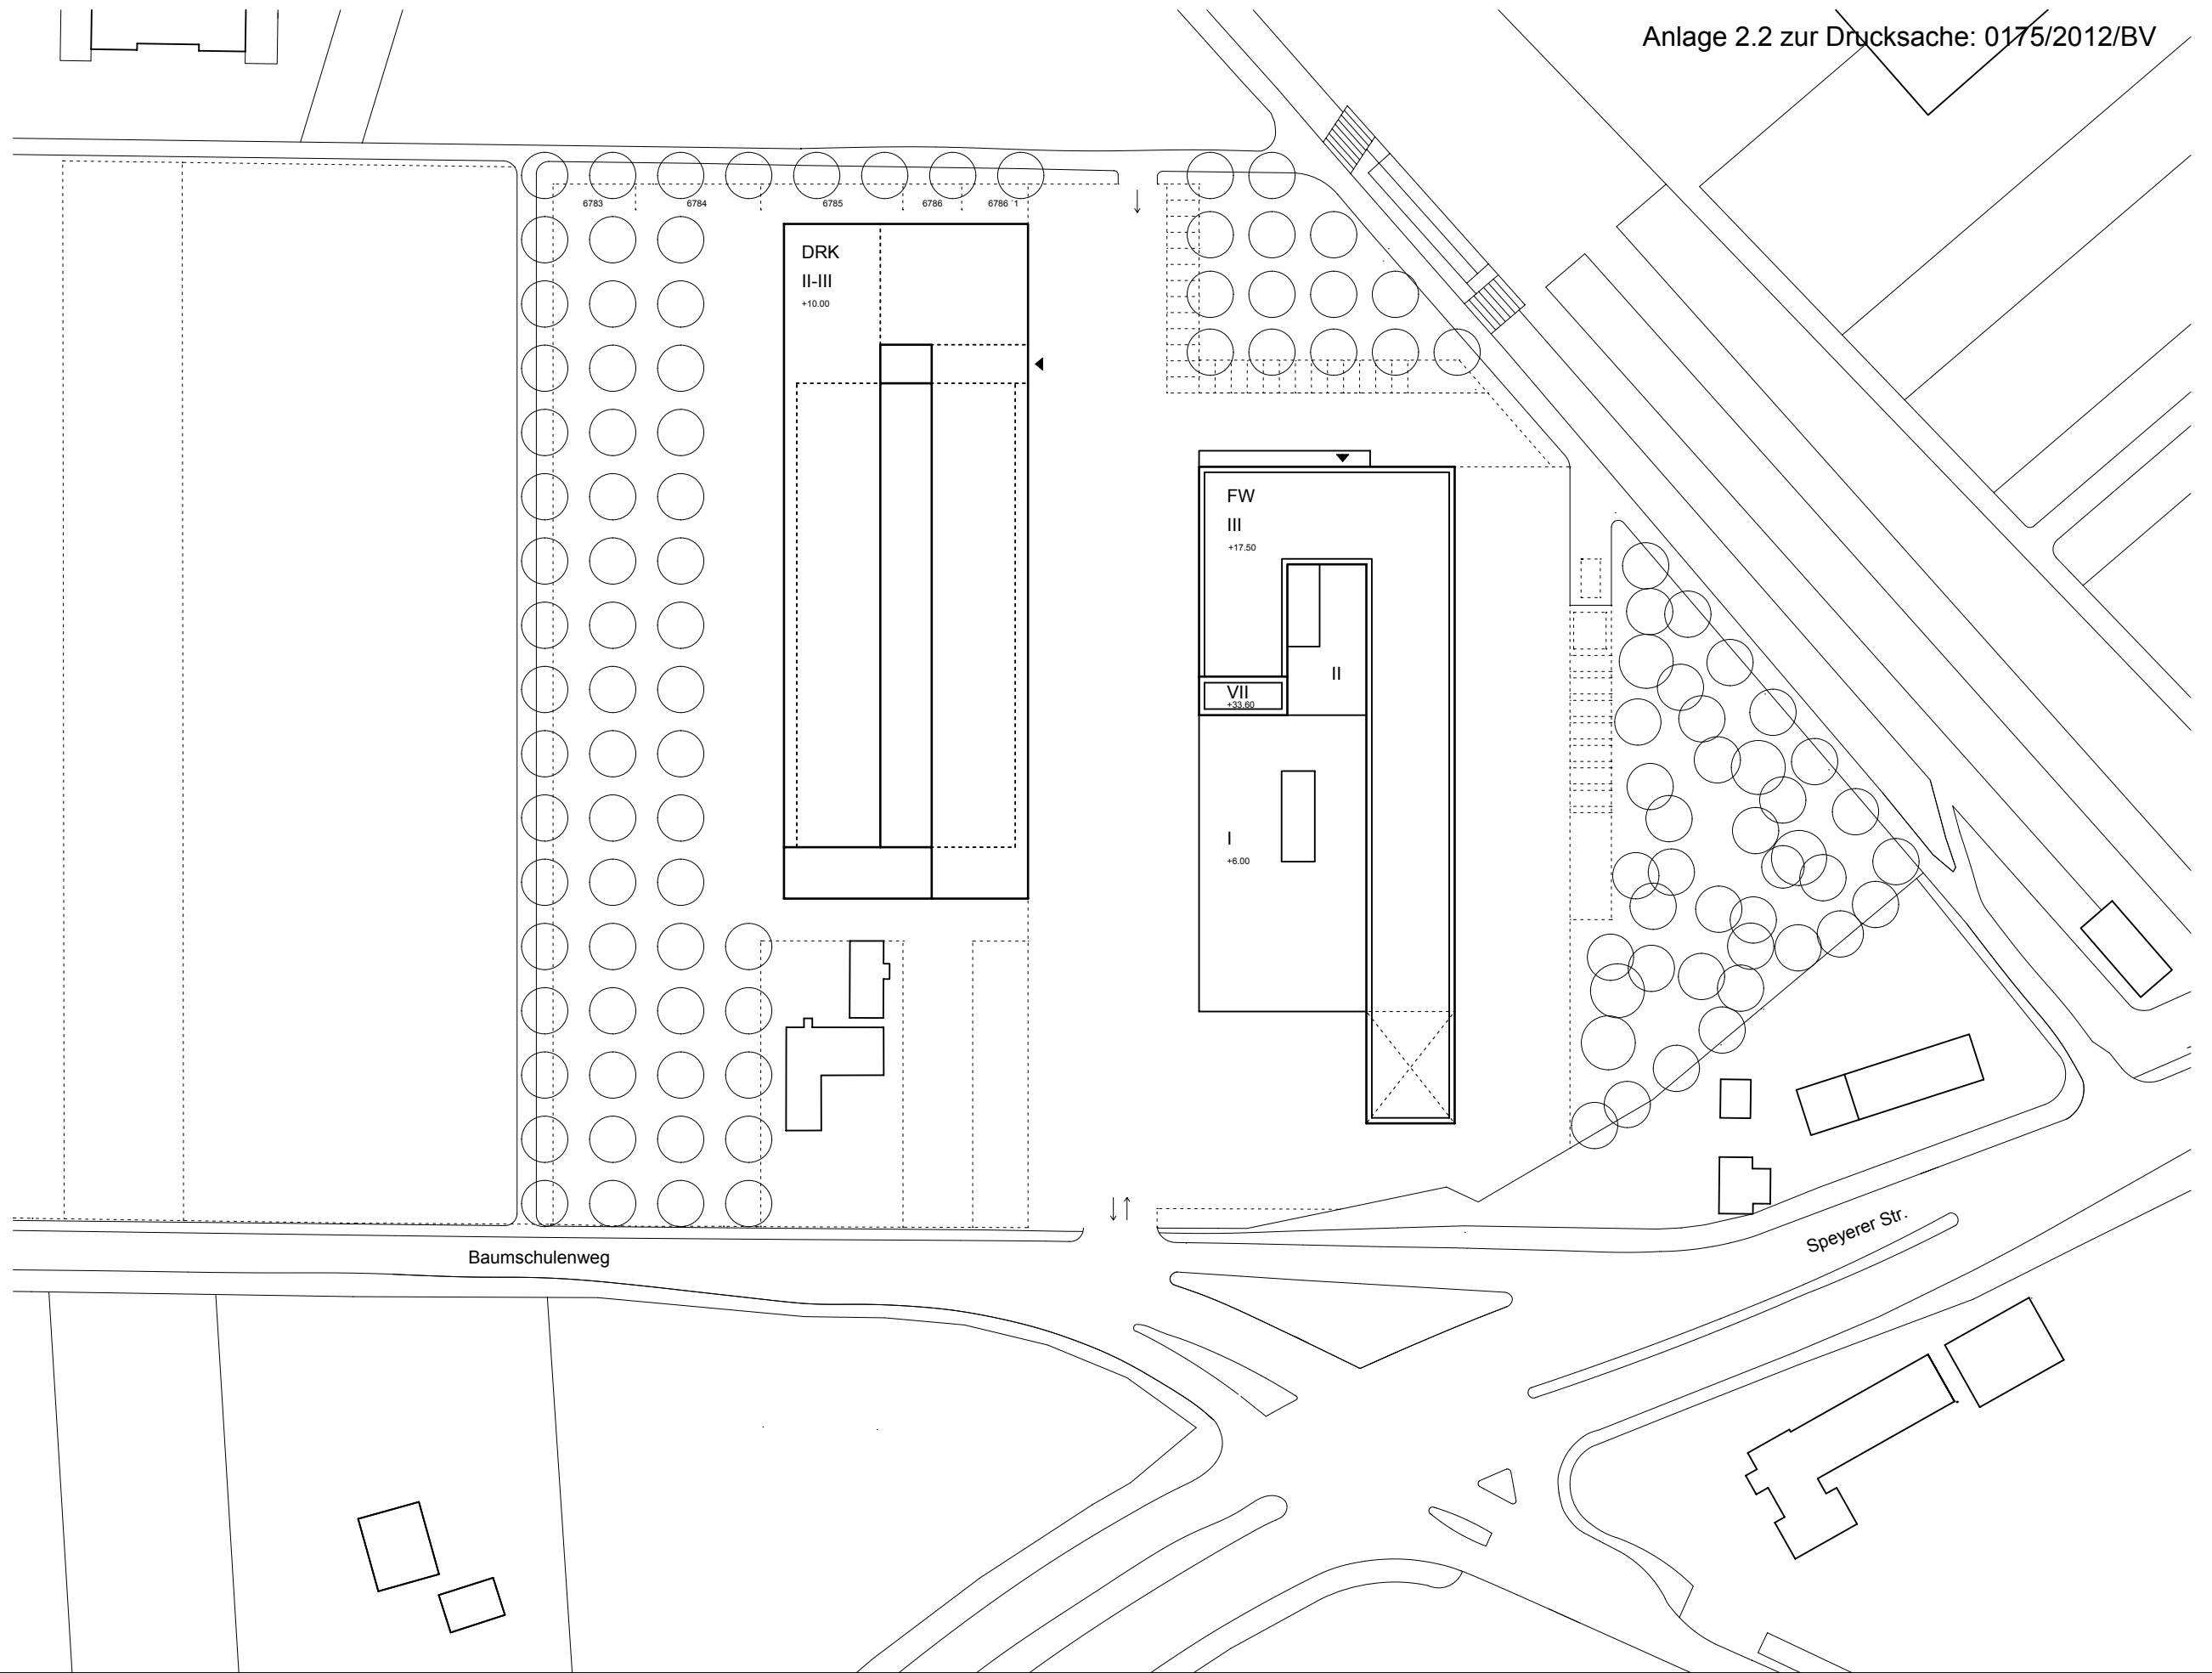 Anlage 2.2 zur Drucksache: 0175/2012/BV
6783
6784
6785
6786
6786 `1
DRK
II-III
+10.00
FW
III
+17.50
II
VII
+33.60
I
+6.00
Baumschulenweg
Speyerer Str.